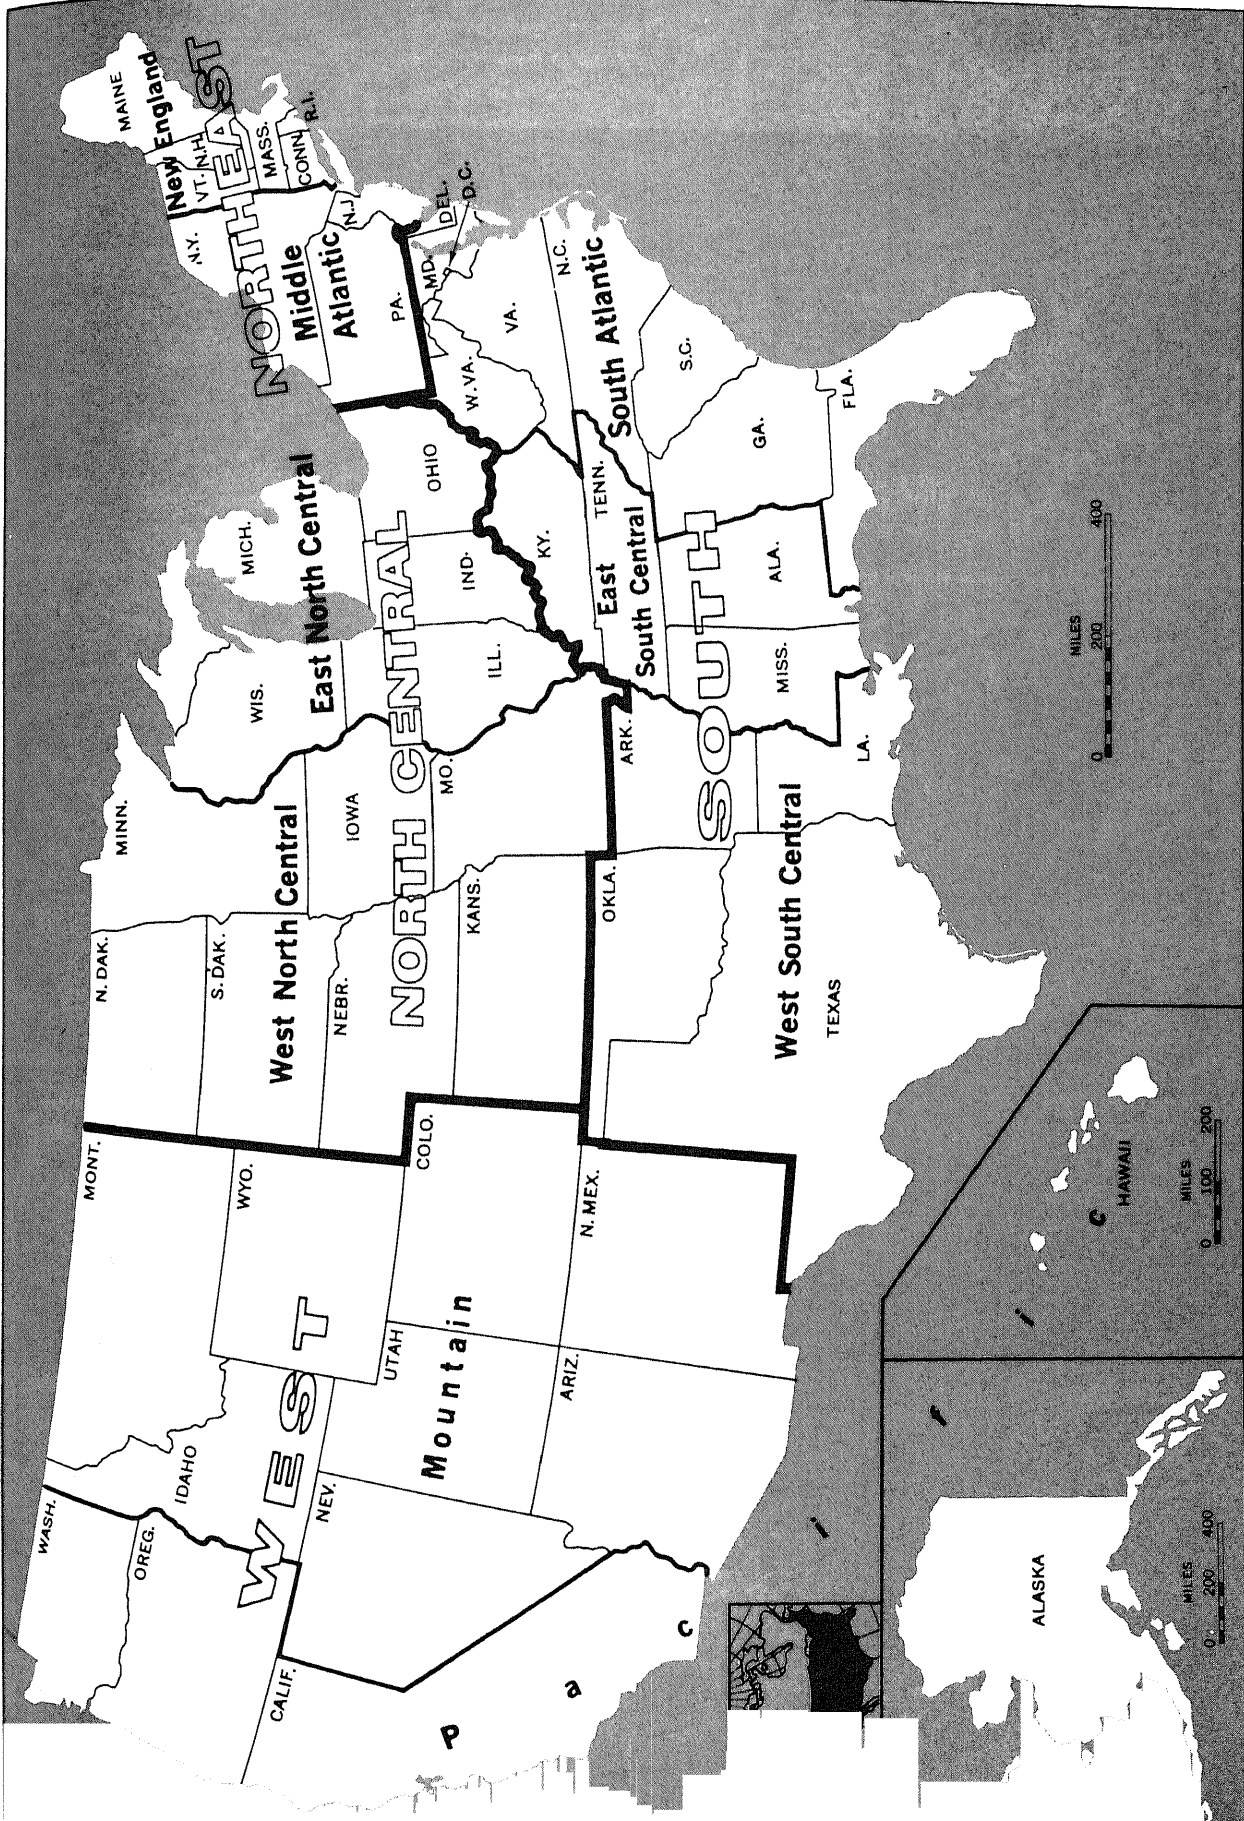 WASH.
OREG.
CALIF.
IDAHO
NEV.
MONT.
WYO.
UTAH
COLO.
ARIZ.
N. MEX.
WEST
Mountain
Pacific
N. DAK.
S. DAK.
NEBR.
KANS.
MINN.
IOWA
MO.
West North Central
NORTH CENTRAL
WIS.
MICH.
ILL.
IND.
OHIO
East North Central
OKLA.
TEXAS
ARK.
LA.
West South Central
SOUTH
KY.
TENN.
MISS.
ALA.
East
South Central
W.VA.
VA.
MD.
DEL.
D.C.
N.C.
S.C.
GA.
FLA.
South Atlantic
N.Y.
PA.
N.J.
Middle
Atlantic
NORTHEAST
New England
MAINE
VT.
N.H.
MASS.
CONN.
R.I.
MILES
0 200 400
ALASKA
MILES
0 200 400
HAWAII
MILES
0 100 200